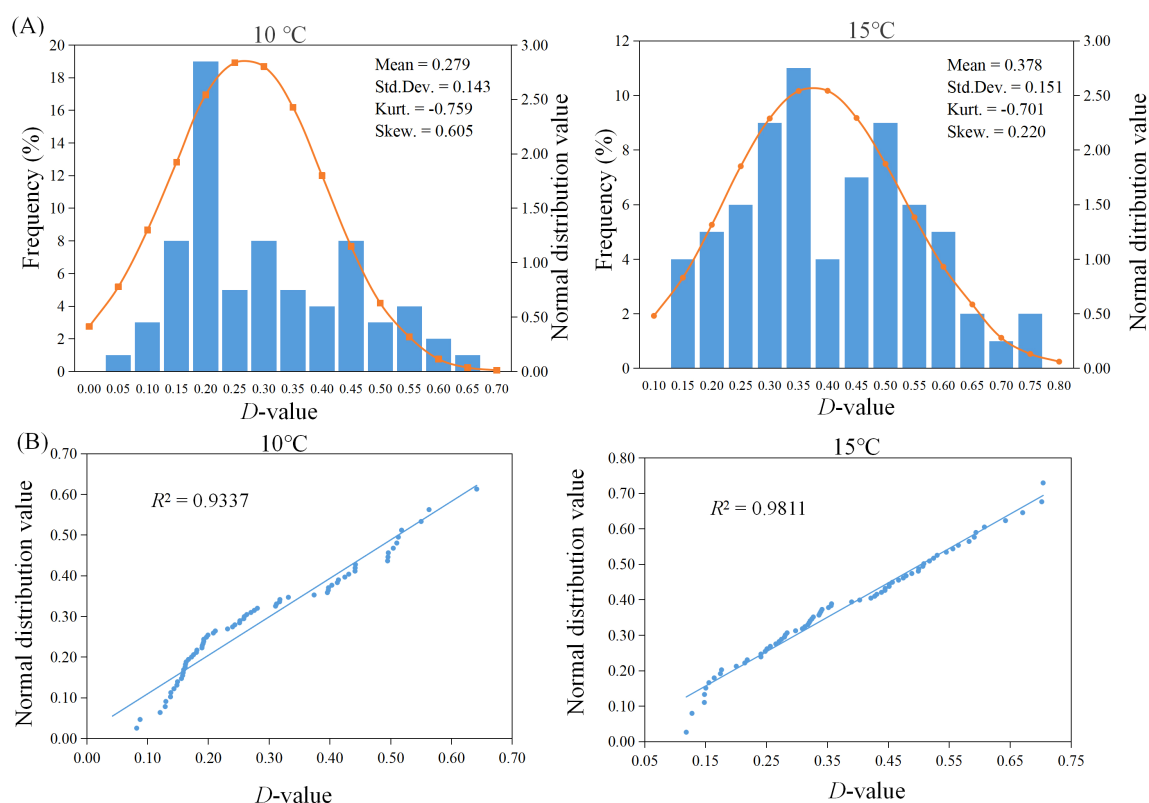 (A)
10 ℃
Mean = 0.279
Std.Dev. = 0.143
Kurt. = -0.759
Skew. = 0.605
Frequency (%)
20
18
16
14
12
10
8
6
4
2
0
3.00
2.50
2.00
1.50
1.00
0.50
0.00
Normal distribution value
0.00 0.05 0.10 0.15 0.20 0.25 0.30 0.35 0.40 0.45 0.50 0.55 0.60 0.65 0.70
D-value
15℃
Mean = 0.378
Std.Dev. = 0.151
Kurt. = -0.701
Skew. = 0.220
Frequency (%)
12
10
8
6
4
2
0
3.00
2.50
2.00
1.50
1.00
0.50
0.00
Normal ditribution value
0.10 0.15 0.20 0.25 0.30 0.35 0.40 0.45 0.50 0.55 0.60 0.65 0.70 0.75 0.80
D-value
(B)
10℃
R² = 0.9337
Normal distribution value
0.70
0.60
0.50
0.40
0.30
0.20
0.10
0.00
0.00 0.10 0.20 0.30 0.40 0.50 0.60 0.70
D-value
15℃
R² = 0.9811
Normal distribution value
0.80
0.70
0.60
0.50
0.40
0.30
0.20
0.10
0.00
0.05 0.15 0.25 0.35 0.45 0.55 0.65 0.75
D-value